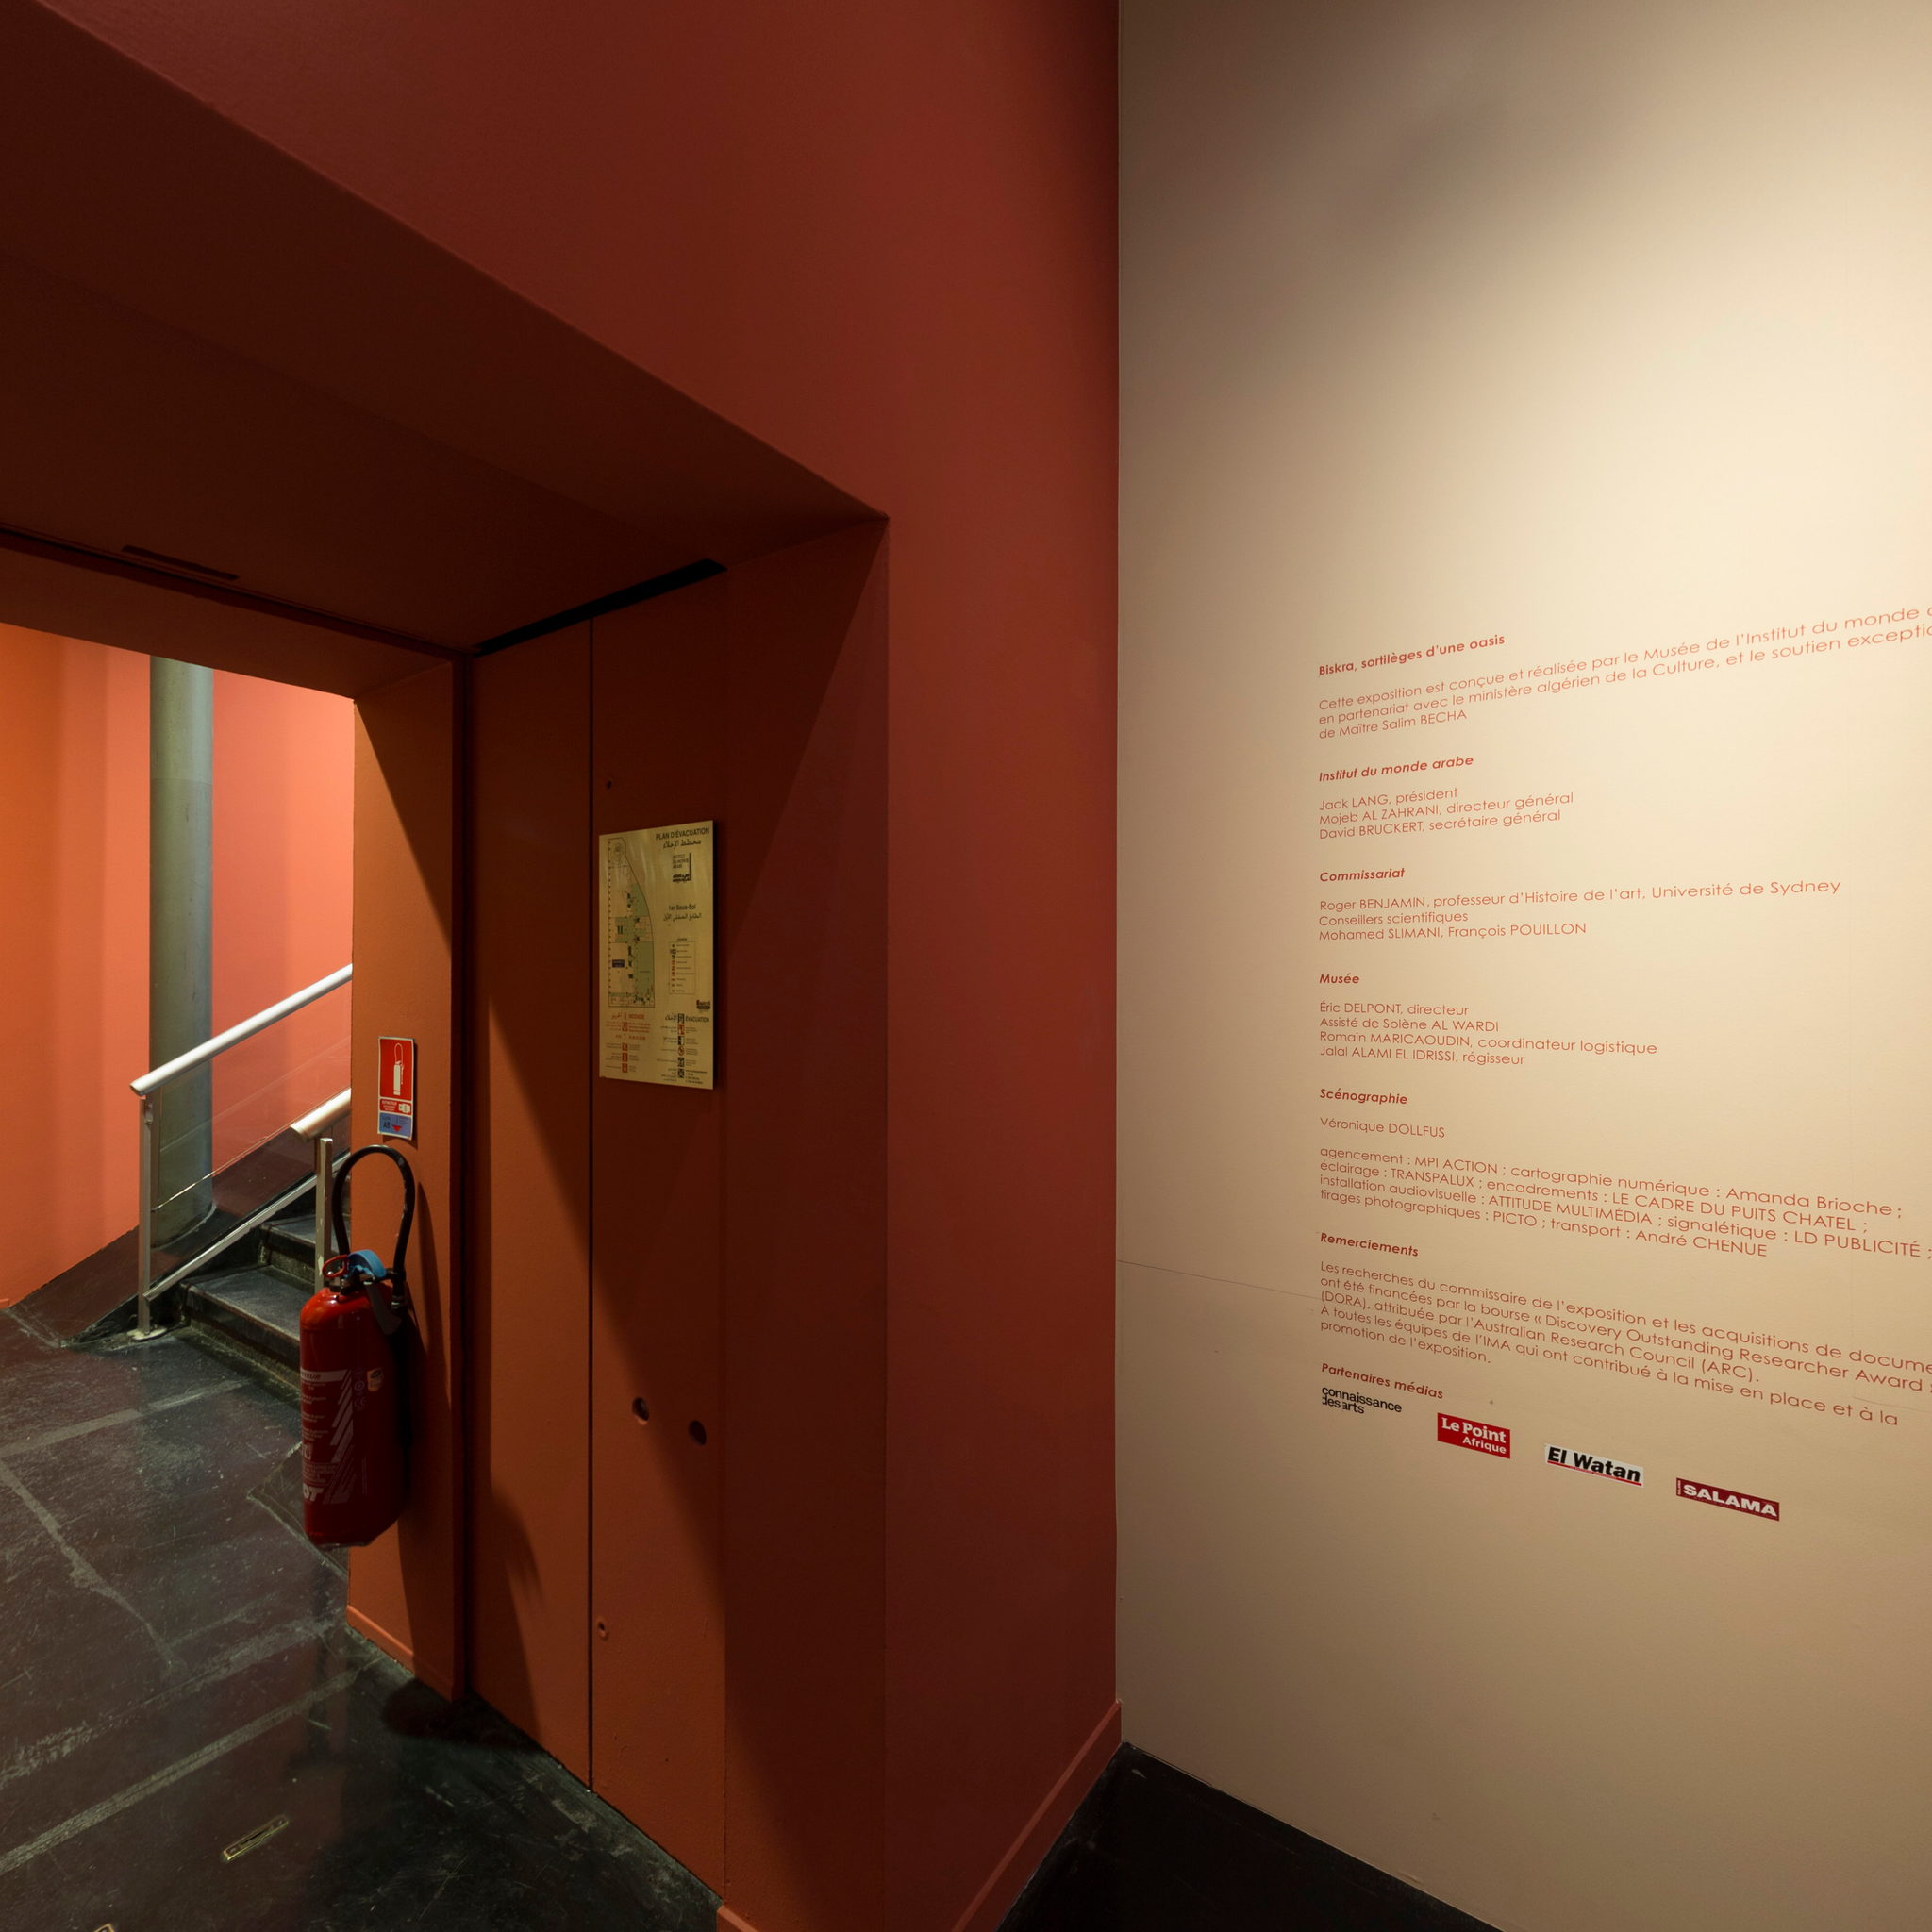 PLAN D'ÉVACUATION
مخطط الإخلاء
1er Sous-Sol
ÉVACUATION
Biskra, sortilèges d'une oasis
Cette exposition est conçue et réalisée par le Musée de l'Institut du monde
en partenariat avec le ministère algérien de la Culture, et le soutien
de Maître Salim BECHA
Institut du monde arabe
Jack LANG, président
Mojeb AL ZAHRANI, directeur général
David BRUCKERT, secrétaire général
Commissariat
Roger BENJAMIN, professeur d'Histoire de l'art, Université de Sydney
Conseillers scientifiques
Mohamed SLIMANI, François POUILLON
Musée
Éric DELPONT, directeur
Assisté de Solène AL WARDI
Romain MARICAOUDIN, coordinateur logistique
Jalal ALAMI EL IDRISSI, régisseur
Scénographie
Véronique DOLLFUS
agencement : MPI ACTION ; cartographie numérique : Amanda Brioche ;
éclairage : TRANSPALUX ; encadrements : LE CADRE DU PUITS CHATEL ;
installation audiovisuelle : ATTITUDE MULTIMÉDIA ; signalétique : LD PUBLICITÉ ;
tirages photographiques : PICTO ; transport : André CHENUE
Remerciements
Les recherches du commissaire de l'exposition et les acquisitions de
ont été financées par la bourse « Discovery Outstanding Researcher Award »
(DORA), attribuée par l'Australian Research Council (ARC).
À toutes les équipes de l'IMA qui ont contribué à la mise en place et à la
promotion de l'exposition.
Partenaires médias
connaissance
des arts
Le Point
Afrique
El Watan
SALAMA